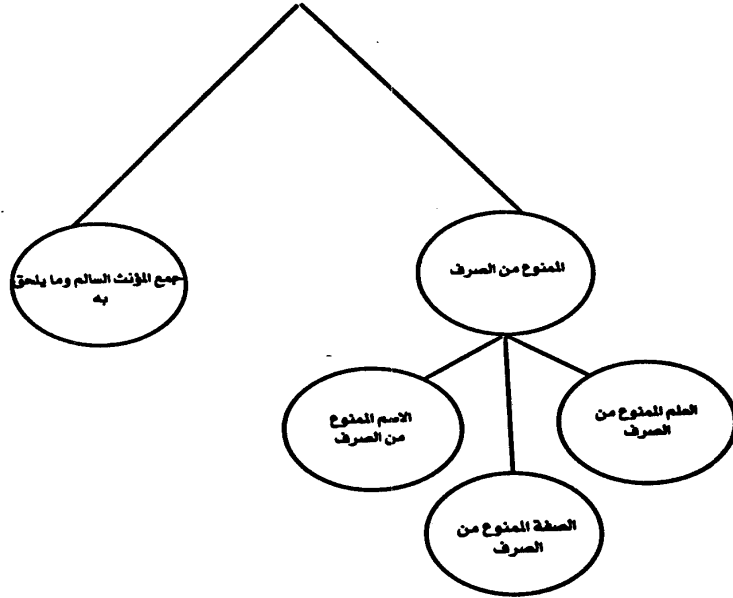 الممنوع من الصرف
جمع المؤنث السالم وما يلحق
به
العلم الممنوع من
الصرف
الاسم الممنوع
من الصرف
الصفة الممنوع من
الصرف